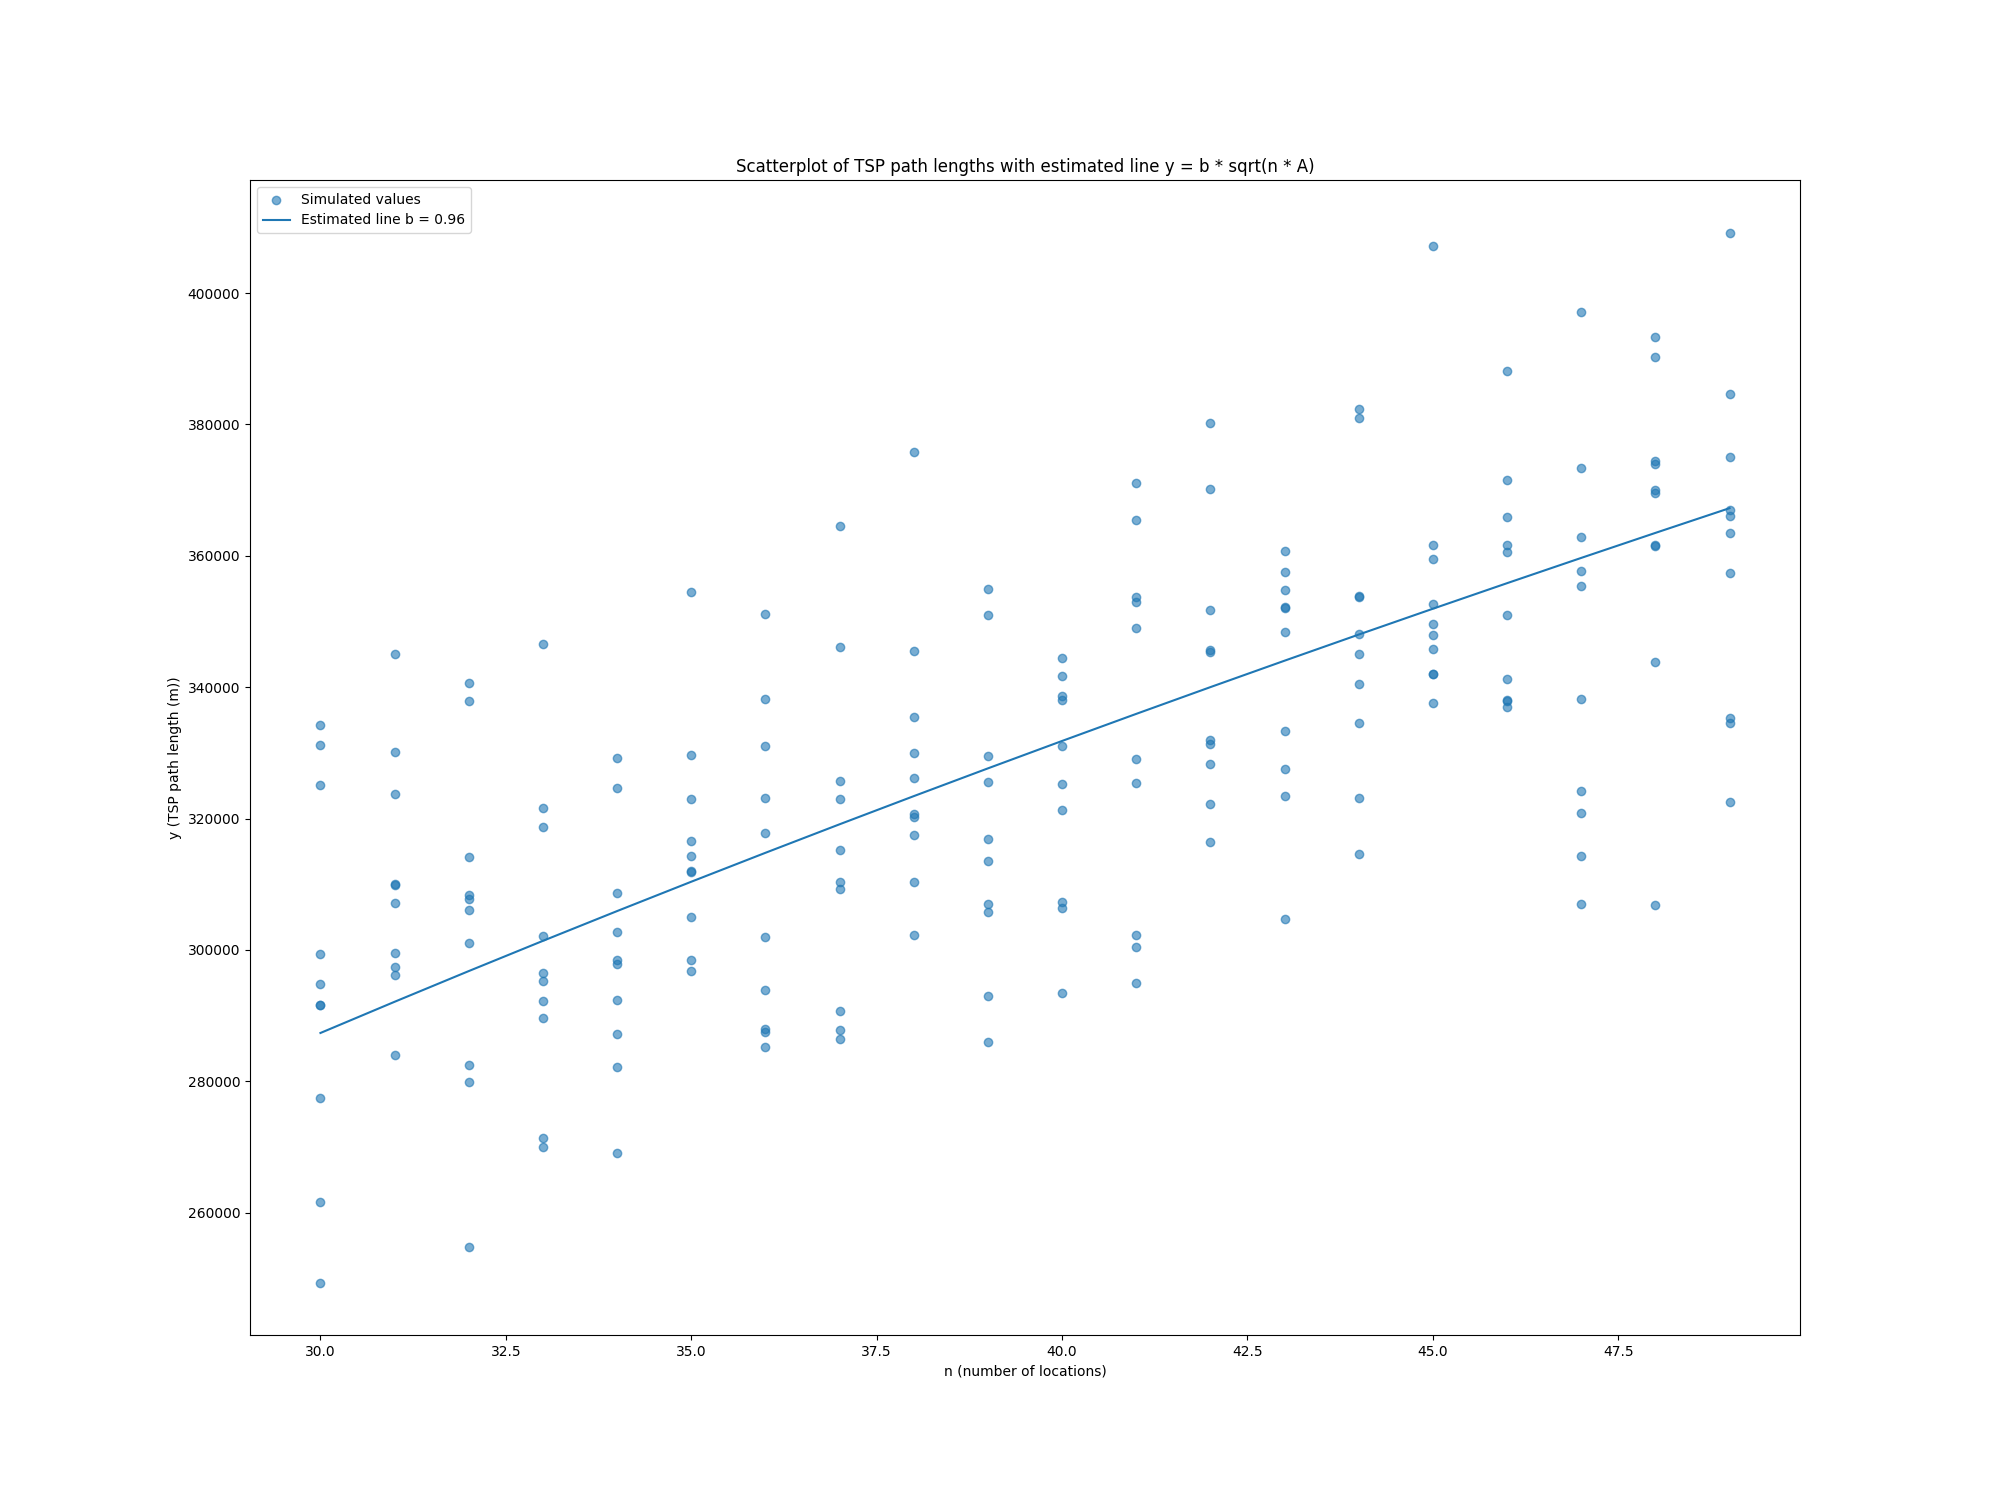 Scatterplot of TSP path lengths with estimated line y = b * sqrt(n * A)
Simulated values
Estimated line b = 0.96
y (TSP path length (m))
400000
380000
360000
340000
320000
300000
280000
260000
30.0 32.5 35.0 37.5 40.0 42.5 45.0 47.5
n (number of locations)